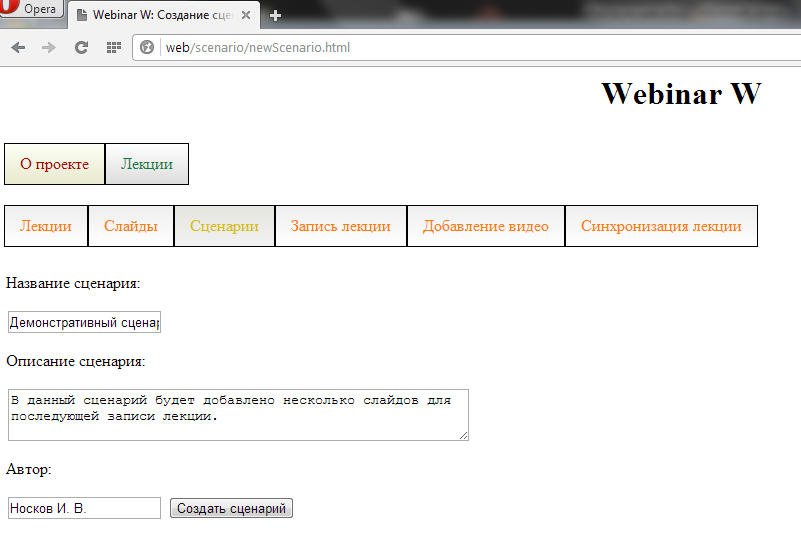 Opera
Webinar W: Создание сце
web/scenario/newScenario.html
Webinar W
О проекте Лекции
Лекции Слайды Сценарии Запись лекции Добавление видео Синхронизация лекции
Название сценария:
Демонстративный сценар
Описание сценария:
В данный сценарий будет добавлено несколько слайдов для
последующей записи лекции.
Автор:
Носков И. В. Создать сценарий